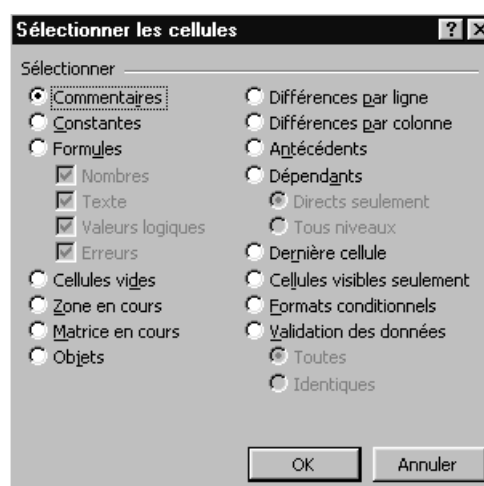 Sélectionner les cellules
Sélectionner
Commentaires
Constantes
Formules
Nombres
Texte
Valeurs logiques
Erreurs
Cellules vides
Zone en cours
Matrice en cours
Objets
Différences par ligne
Différences par colonne
Antécédents
Dépendants
Directs seulement
Tous niveaux
Dernière cellule
Cellules visibles seulement
Formats conditionnels
Validation des données
Toutes
Identiques
OK
Annuler